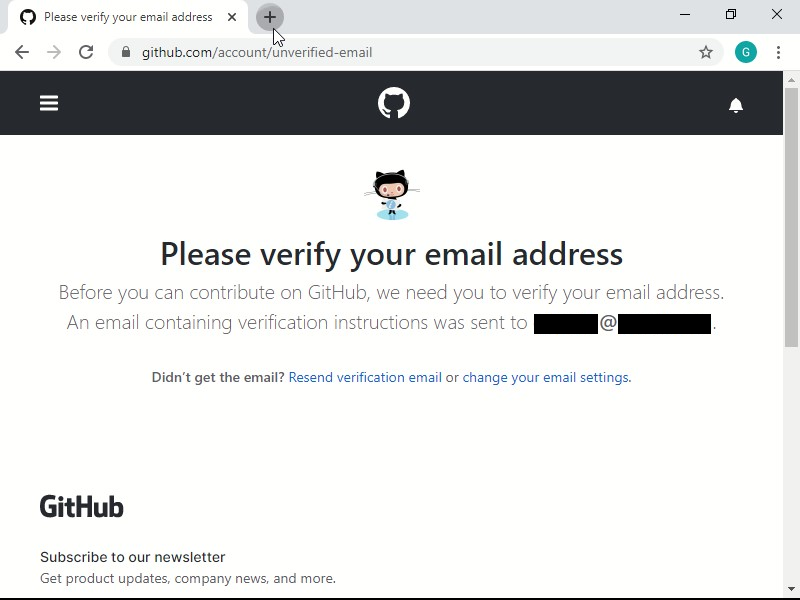 Please verify your email address
github.com/account/unverified-email
G
Please verify your email address
Before you can contribute on GitHub, we need you to verify your email address.
An email containing verification instructions was sent to @ .
Didn’t get the email? Resend verification email or change your email settings.
GitHub
Subscribe to our newsletter
Get product updates, company news, and more.